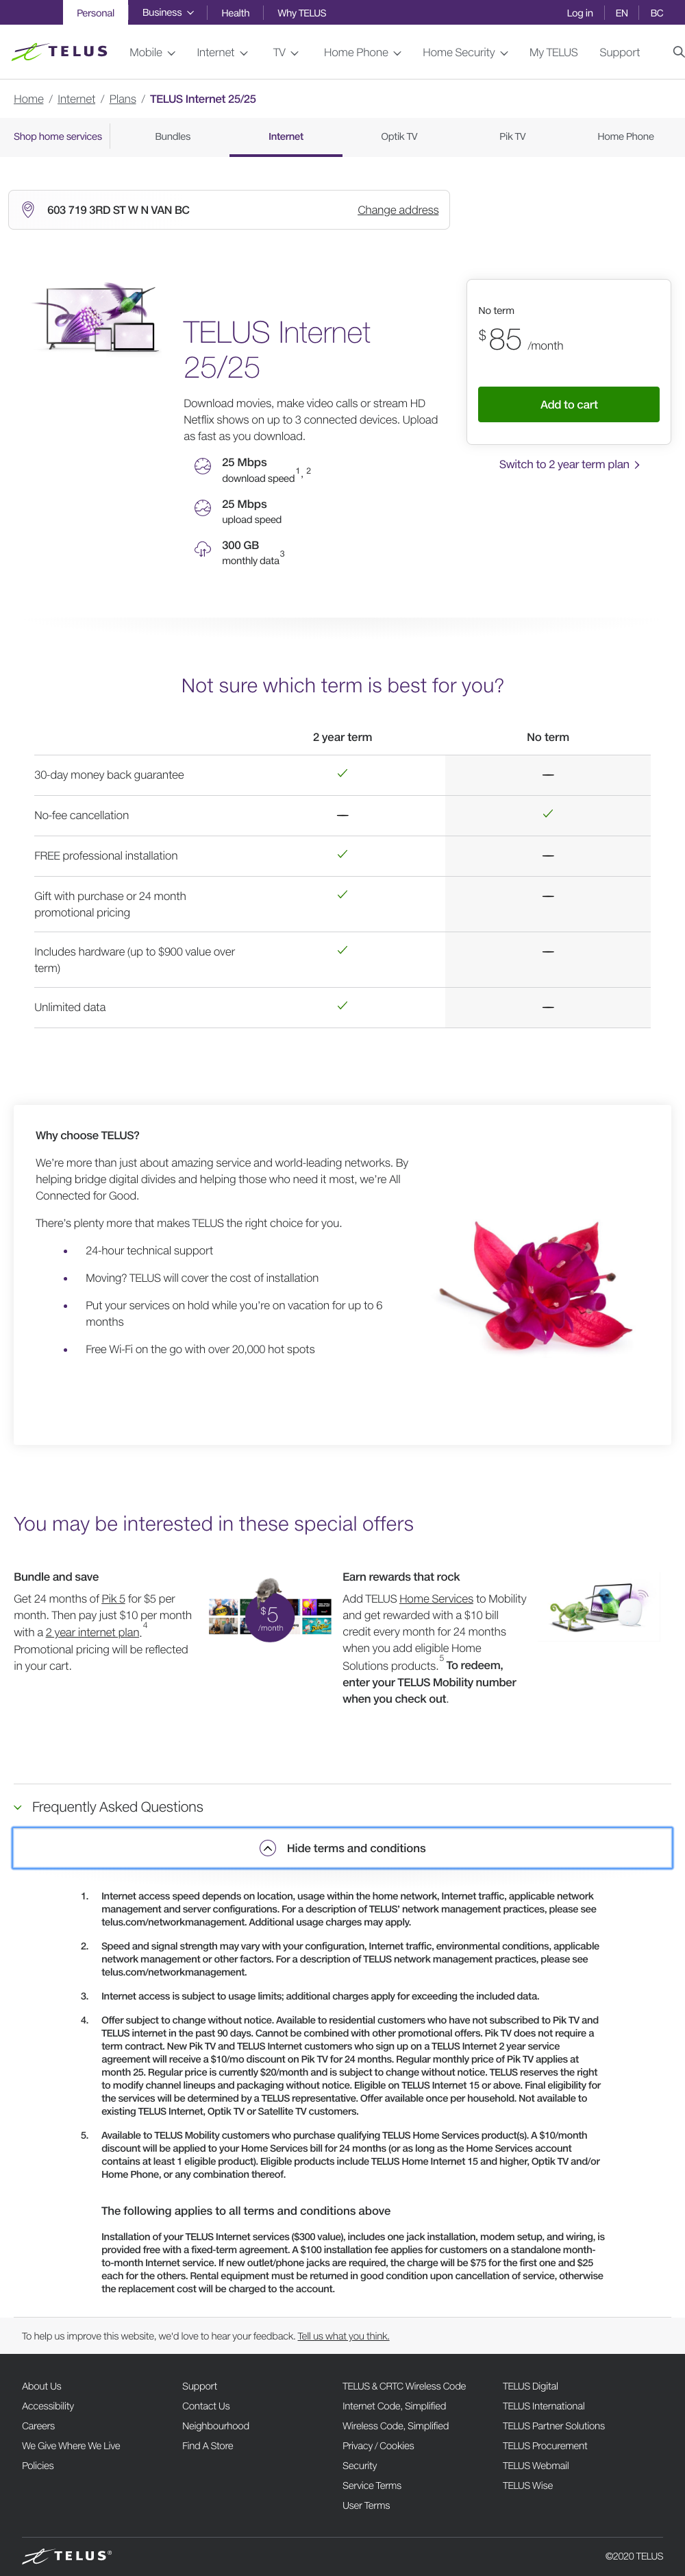 Personal Business Health Why TELUS Log in EN BC
TELUS Mobile Internet TV Home Phone Home Security My TELUS Support
Home / Internet / Plans / TELUS Internet 25/25
Shop home services Bundles Internet Optik TV Pik TV Home Phone
603 719 3RD ST W N VAN BC Change address
No term
$85 /month
Add to cart
Switch to 2 year term plan
TELUS Internet
25/25
Download movies, make video calls or stream HD
Netflix shows on up to 3 connected devices. Upload
as fast as you download.
25 Mbps
download speed1, 2
25 Mbps
upload speed
300 GB
monthly data3
Not sure which term is best for you?
2 year term No term
30-day money back guarantee
No-fee cancellation
FREE professional installation
Gift with purchase or 24 month
promotional pricing
Includes hardware (up to $900 value over
term)
Unlimited data
Why choose TELUS?
We're more than just about amazing service and world-leading networks. By
helping bridge digital divides and helping those who need it most, we're All
Connected for Good.
There's plenty more that makes TELUS the right choice for you.
• 24-hour technical support
• Moving? TELUS will cover the cost of installation
• Put your services on hold while you're on vacation for up to 6
months
• Free Wi-Fi on the go with over 20,000 hot spots
You may be interested in these special offers
Bundle and save
Get 24 months of Pik 5 for $5 per
month. Then pay just $10 per month
with a 2 year internet plan.4
Promotional pricing will be reflected
in your cart.
$5
/month
Earn rewards that rock
Add TELUS Home Services to Mobility
and get rewarded with a $10 bill
credit every month for 24 months
when you add eligible Home
Solutions products.5 To redeem,
enter your TELUS Mobility number
when you check out.
Frequently Asked Questions
Hide terms and conditions
1. Internet access speed depends on location, usage within the home network, Internet traffic, applicable network
management and server configurations. For a description of TELUS' network management practices, please see
telus.com/networkmanagement. Additional usage charges may apply.
2. Speed and signal strength may vary with your configuration, Internet traffic, environmental conditions, applicable
network management or other factors. For a description of TELUS network management practices, please see
telus.com/networkmanagement.
3. Internet access is subject to usage limits; additional charges apply for exceeding the included data.
4. Offer subject to change without notice. Available to residential customers who have not subscribed to Pik TV and
TELUS internet in the past 90 days. Cannot be combined with other promotional offers. Pik TV does not require a
term contract. New Pik TV and TELUS Internet customers who sign up on a TELUS Internet 2 year service
agreement will receive a $10/mo discount on Pik TV for 24 months. Regular monthly price of Pik TV applies at
month 25. Regular price is currently $20/month and is subject to change without notice. TELUS reserves the right
to modify channel lineups and packaging without notice. Eligible on TELUS Internet 15 or above. Final eligibility for
the services will be determined by a TELUS representative. Offer available once per household. Not available to
existing TELUS Internet, Optik TV or Satellite TV customers.
5. Available to TELUS Mobility customers who purchase qualifying TELUS Home Services product(s). A $10/month
discount will be applied to your Home Services bill for 24 months (or as long as the Home Services account
contains at least 1 eligible product). Eligible products include TELUS Home Internet 15 and higher, Optik TV and/or
Home Phone, or any combination thereof.
The following applies to all terms and conditions above
Installation of your TELUS Internet services ($300 value), includes one jack installation, modem setup, and wiring, is
provided free with a fixed-term agreement. A $100 installation fee applies for customers on a standalone month-
to-month Internet service. If new outlet/phone jacks are required, the charge will be $75 for the first one and $25
each for the others. Rental equipment must be returned in good condition upon cancellation of service, otherwise
the replacement cost will be charged to the account.
To help us improve this website, we'd love to hear your feedback. Tell us what you think.
About Us Support TELUS & CRTC Wireless Code TELUS Digital
Accessibility Contact Us Internet Code, Simplified TELUS International
Careers Neighbourhood Wireless Code, Simplified TELUS Partner Solutions
We Give Where We Live Find A Store Privacy / Cookies TELUS Procurement
Policies Security TELUS Webmail
Service Terms TELUS Wise
User Terms
TELUS® ©2020 TELUS